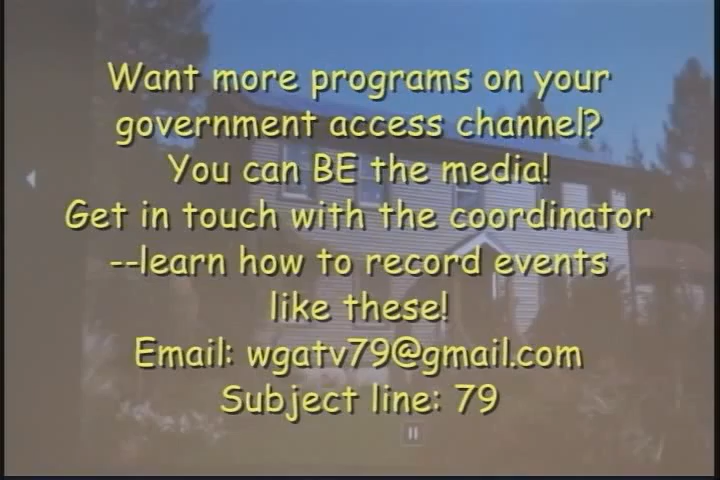 Want more programs on your
government access channel?
You can BE the media!
Get in touch with the coordinator
--learn how to record events
like these!
Email: wgatv79@gmail.com
Subject line: 79